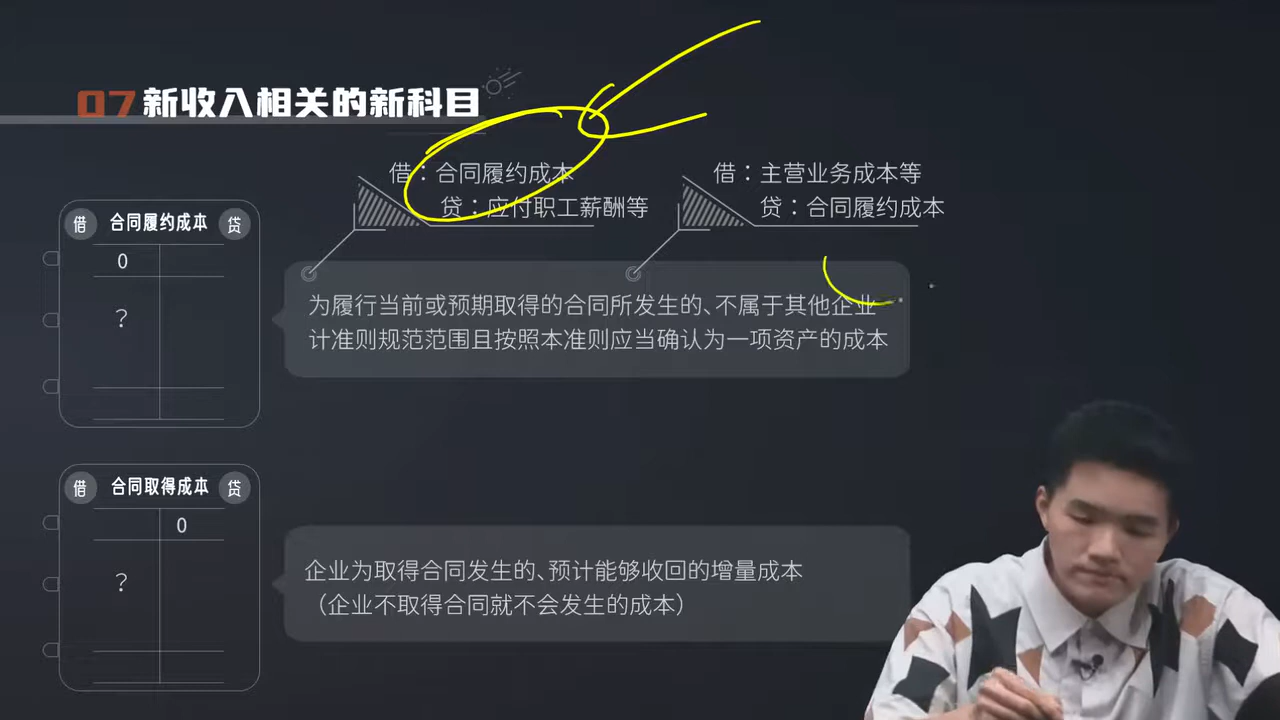 07 新收入相关的新科目
借：合同履约成本
贷：应付职工薪酬等
借：主营业务成本等
贷：合同履约成本
借 合同履约成本 贷
0
？
为履行当前或预期取得的合同所发生的、不属于其他企业
计准则规范范围且按照本准则应当确认为一项资产的成本
借 合同取得成本 贷
0
？
企业为取得合同发生的、预计能够收回的增量成本
（企业不取得合同就不会发生的成本）